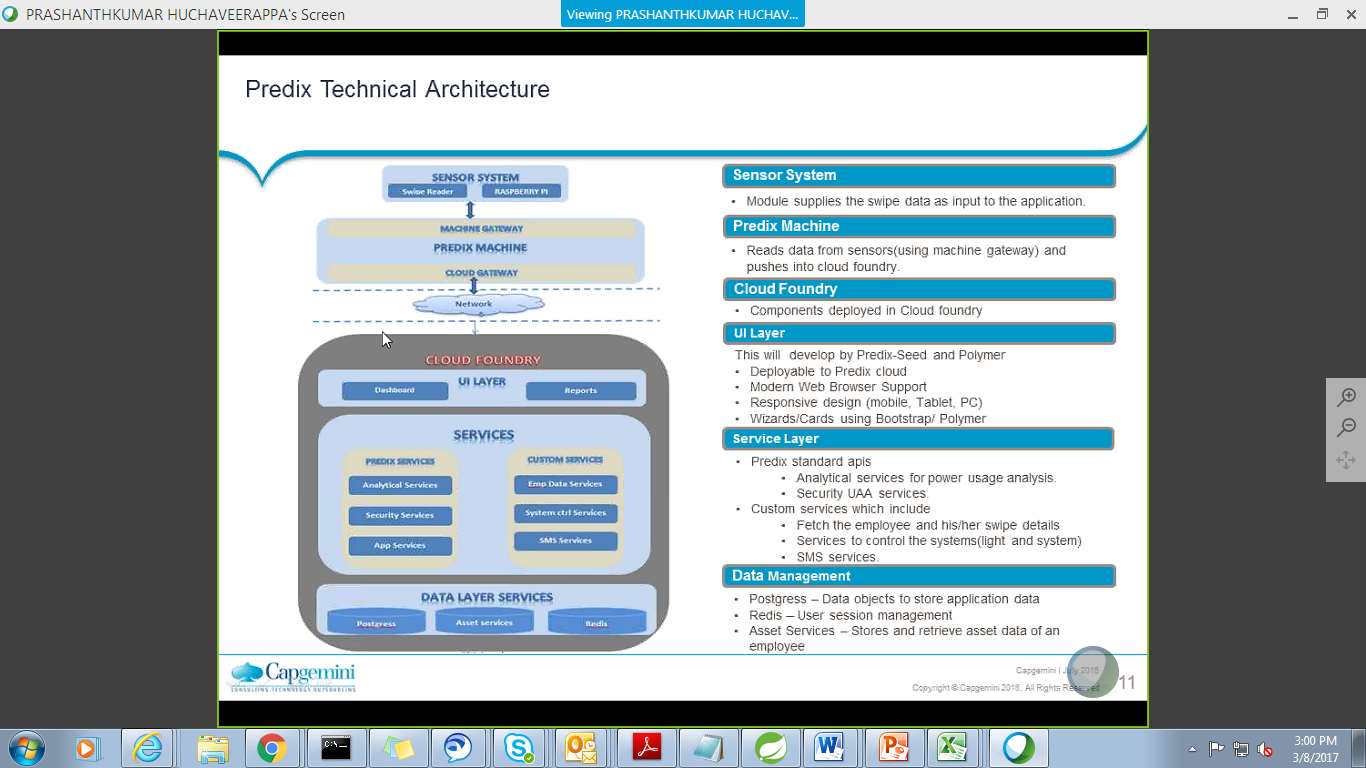 PRASHANTHKUMAR HUCHAVEERAPPA's Screen
Viewing PRASHANTHKUMAR HUCHAV...
Predix Technical Architecture
SENSOR SYSTEM
Swipe Reader
RASPBERRY PI
MACHINE GATEWAY
PREDIX MACHINE
CLOUD GATEWAY
Network
CLOUD FOUNDRY
UI LAYER
Dashboard
Reports
SERVICES
PREDIX SERVICES
Analytical Services
Security Services
App Services
CUSTOM SERVICES
Emp Data Services
System ctrl Services
SMS Services
DATA LAYER SERVICES
Postgress
Asset services
Redis
Sensor System
• Module supplies the swipe data as input to the application.
Predix Machine
• Reads data from sensors(using machine gateway) and
pushes into cloud foundry.
Cloud Foundry
• Components deployed in Cloud foundry
UI Layer
This will develop by Predix-Seed and Polymer
• Deployable to Predix cloud
• Modern Web Browser Support
• Responsive design (mobile, Tablet, PC)
• Wizards/Cards using Bootstrap/ Polymer
Service Layer
• Predix standard apis
• Analytical services for power usage analysis.
• Security UAA services.
• Custom services which include
• Fetch the employee and his/her swipe details
• Services to control the systems(light and system)
• SMS services.
Data Management
• Postgress – Data objects to store application data
• Redis – User session management
• Asset Services – Stores and retrieve asset data of an
employee
Capgemini
CONSULTING.TECHNOLOGY.OUTSOURCING
Capgemini | July 2016
Copyright © Capgemini 2016. All Rights Reserved
11
C:\_
3:00 PM
3/8/2017